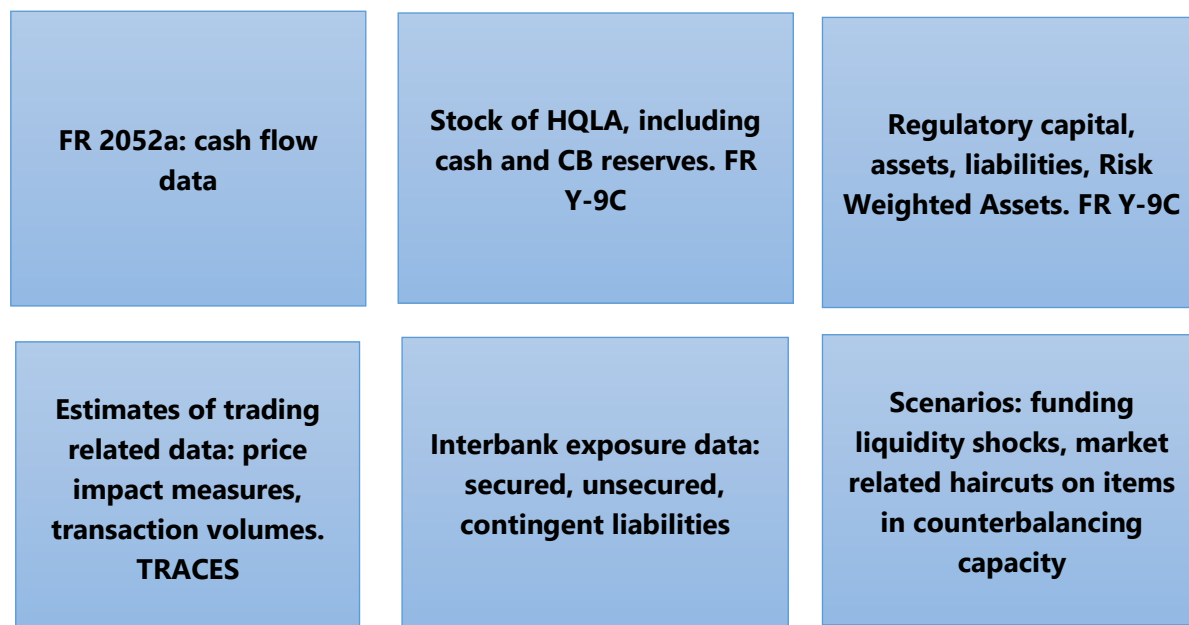 FR 2052a: cash flow
data
Stock of HQLA, including
cash and CB reserves. FR
Y-9C
Regulatory capital,
assets, liabilities, Risk
Weighted Assets. FR Y-9C
Estimates of trading
related data: price
impact measures,
transaction volumes.
TRACES
Interbank exposure data:
secured, unsecured,
contingent liabilities
Scenarios: funding
liquidity shocks, market
related haircuts on items
in counterbalancing
capacity